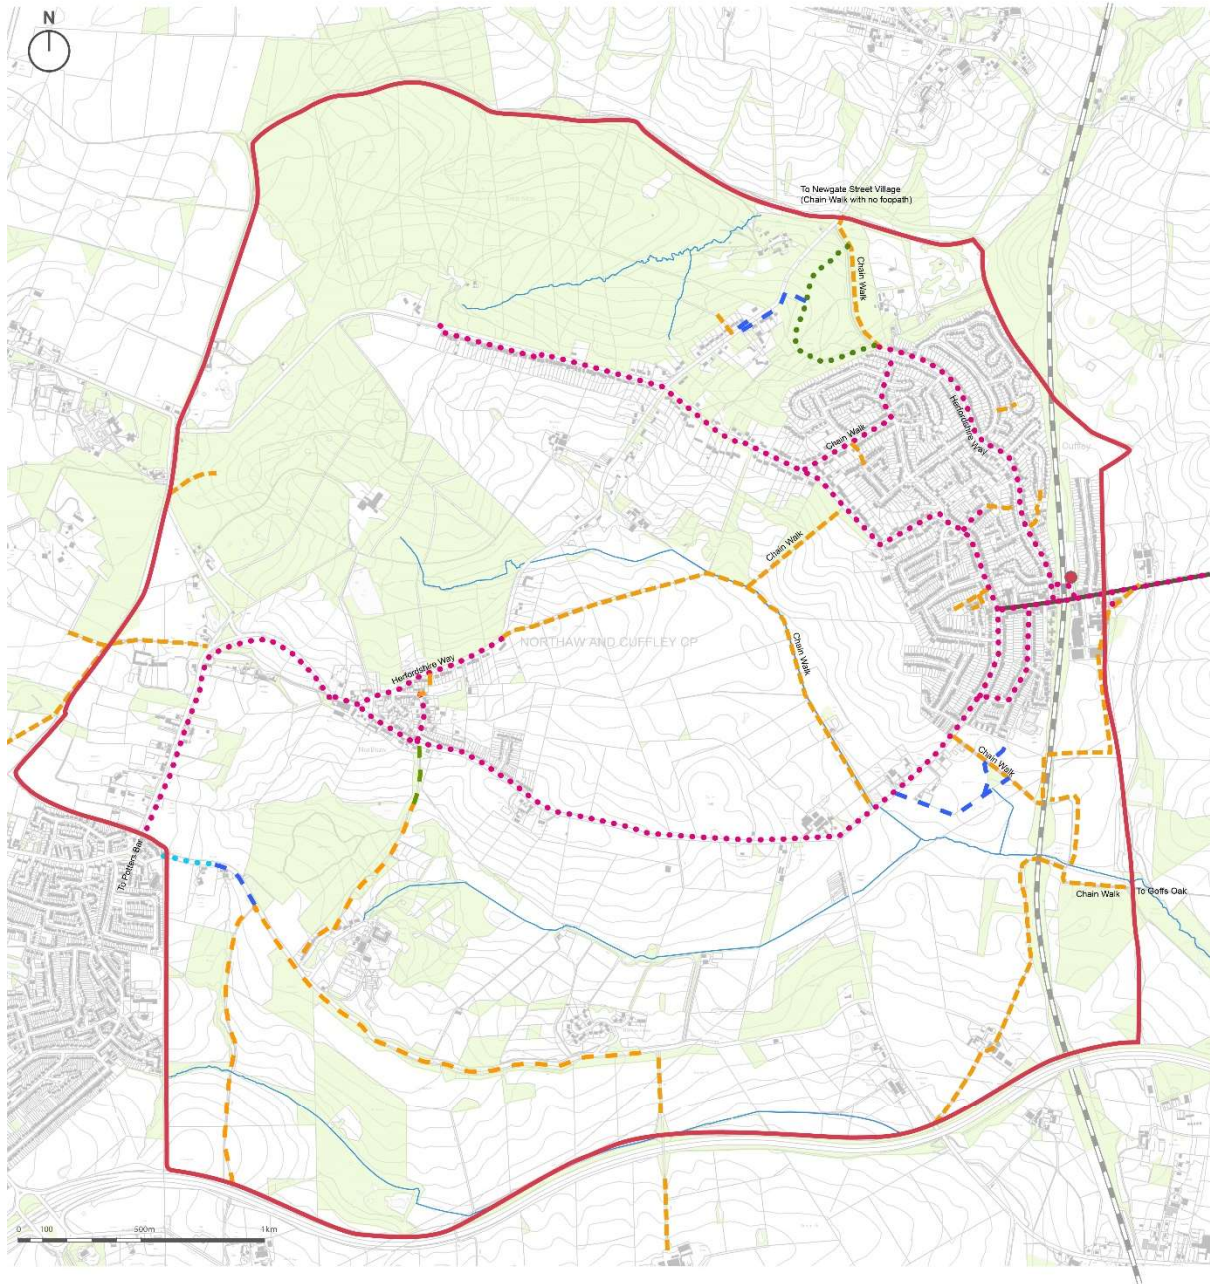 N
To Newgate Street Village
(Chain Walk with no foopath)
Chain Walk
Chain Walk
Herfordshire Way
Cuffley
Chain Walk
Chain Walk
NORTHAW AND CUFFLEY CP
Herfordshire Way
Northaw
Chain Walk
To Potters Bar
Chain Walk
To Goffs Oak
0 100 500m 1km